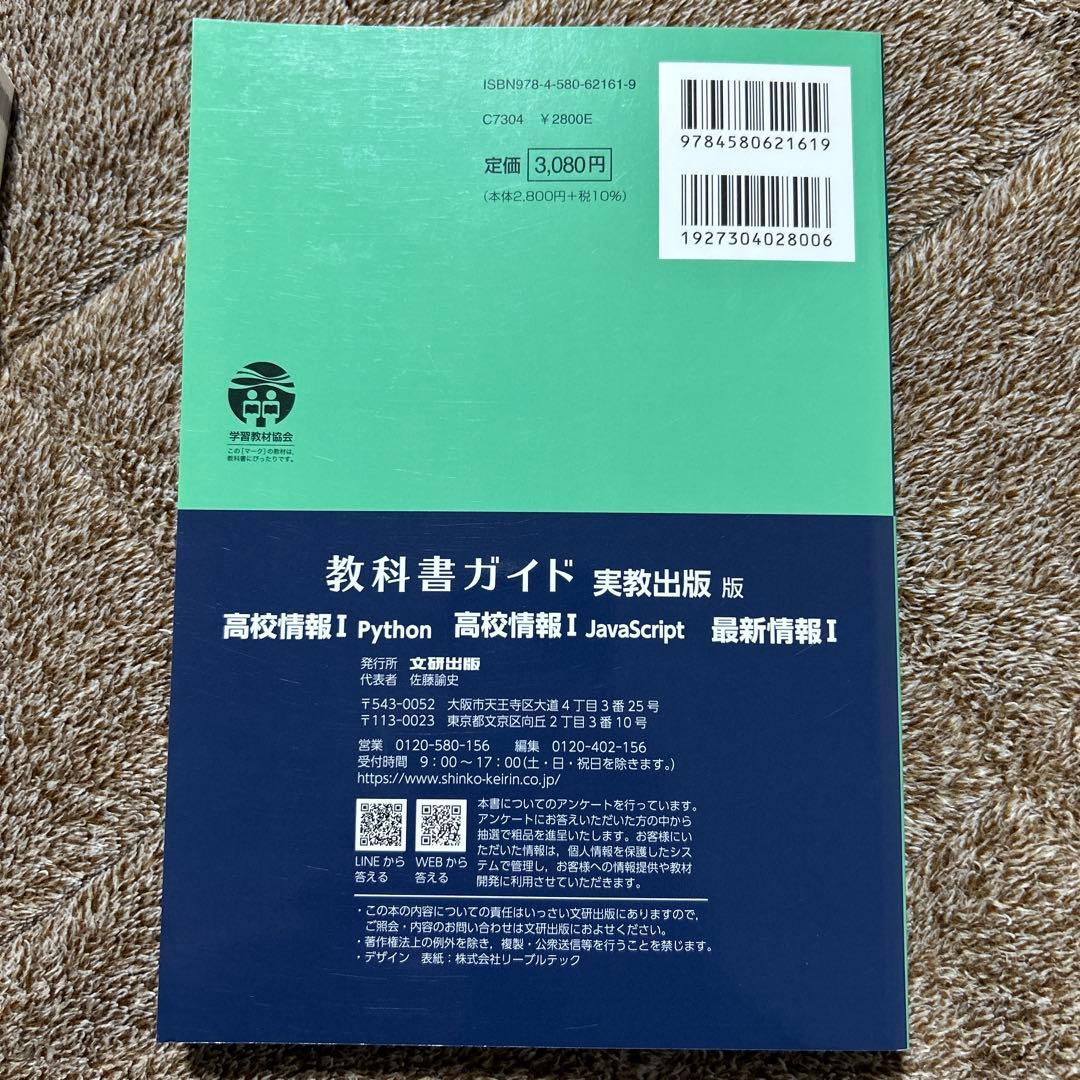 ISBN978-4-580-62161-9
C7304 ¥2800E
定価 3,080円
(本体2,800円+税10%)
9784580621619
1927304028006
学習教材協会
この[マーク]の教材は、
教科書にぴったりです。
教科書ガイド 実教出版 版
高校情報Ⅰ Python 高校情報Ⅰ JavaScript 最新情報Ⅰ
発行所 文研出版
代表者 佐藤諭史
〒543-0052 大阪市天王寺区大道4丁目3番25号
〒113-0023 東京都文京区向丘2丁目3番10号
営業 0120-580-156 編集 0120-402-156
受付時間 9:00～17:00(土・日・祝日を除きます。)
https://www.shinko-keirin.co.jp/
LINEから
答える
WEBから
答える
本書についてのアンケートを行っています。
アンケートにお答えいただいた方の中から
抽選で粗品を進呈いたします。お客様にい
ただいた情報は，個人情報を保護したシス
テムで管理し，お客様への情報提供や教材
開発に利用させていただきます。
・この本の内容についての責任はいっさい文研出版にありますので，
ご照会・内容のお問い合わせは文研出版におよせください。
・著作権法上の例外を除き，複製・公衆送信等を行うことを禁じます。
・デザイン 表紙：株式会社リーブルテック